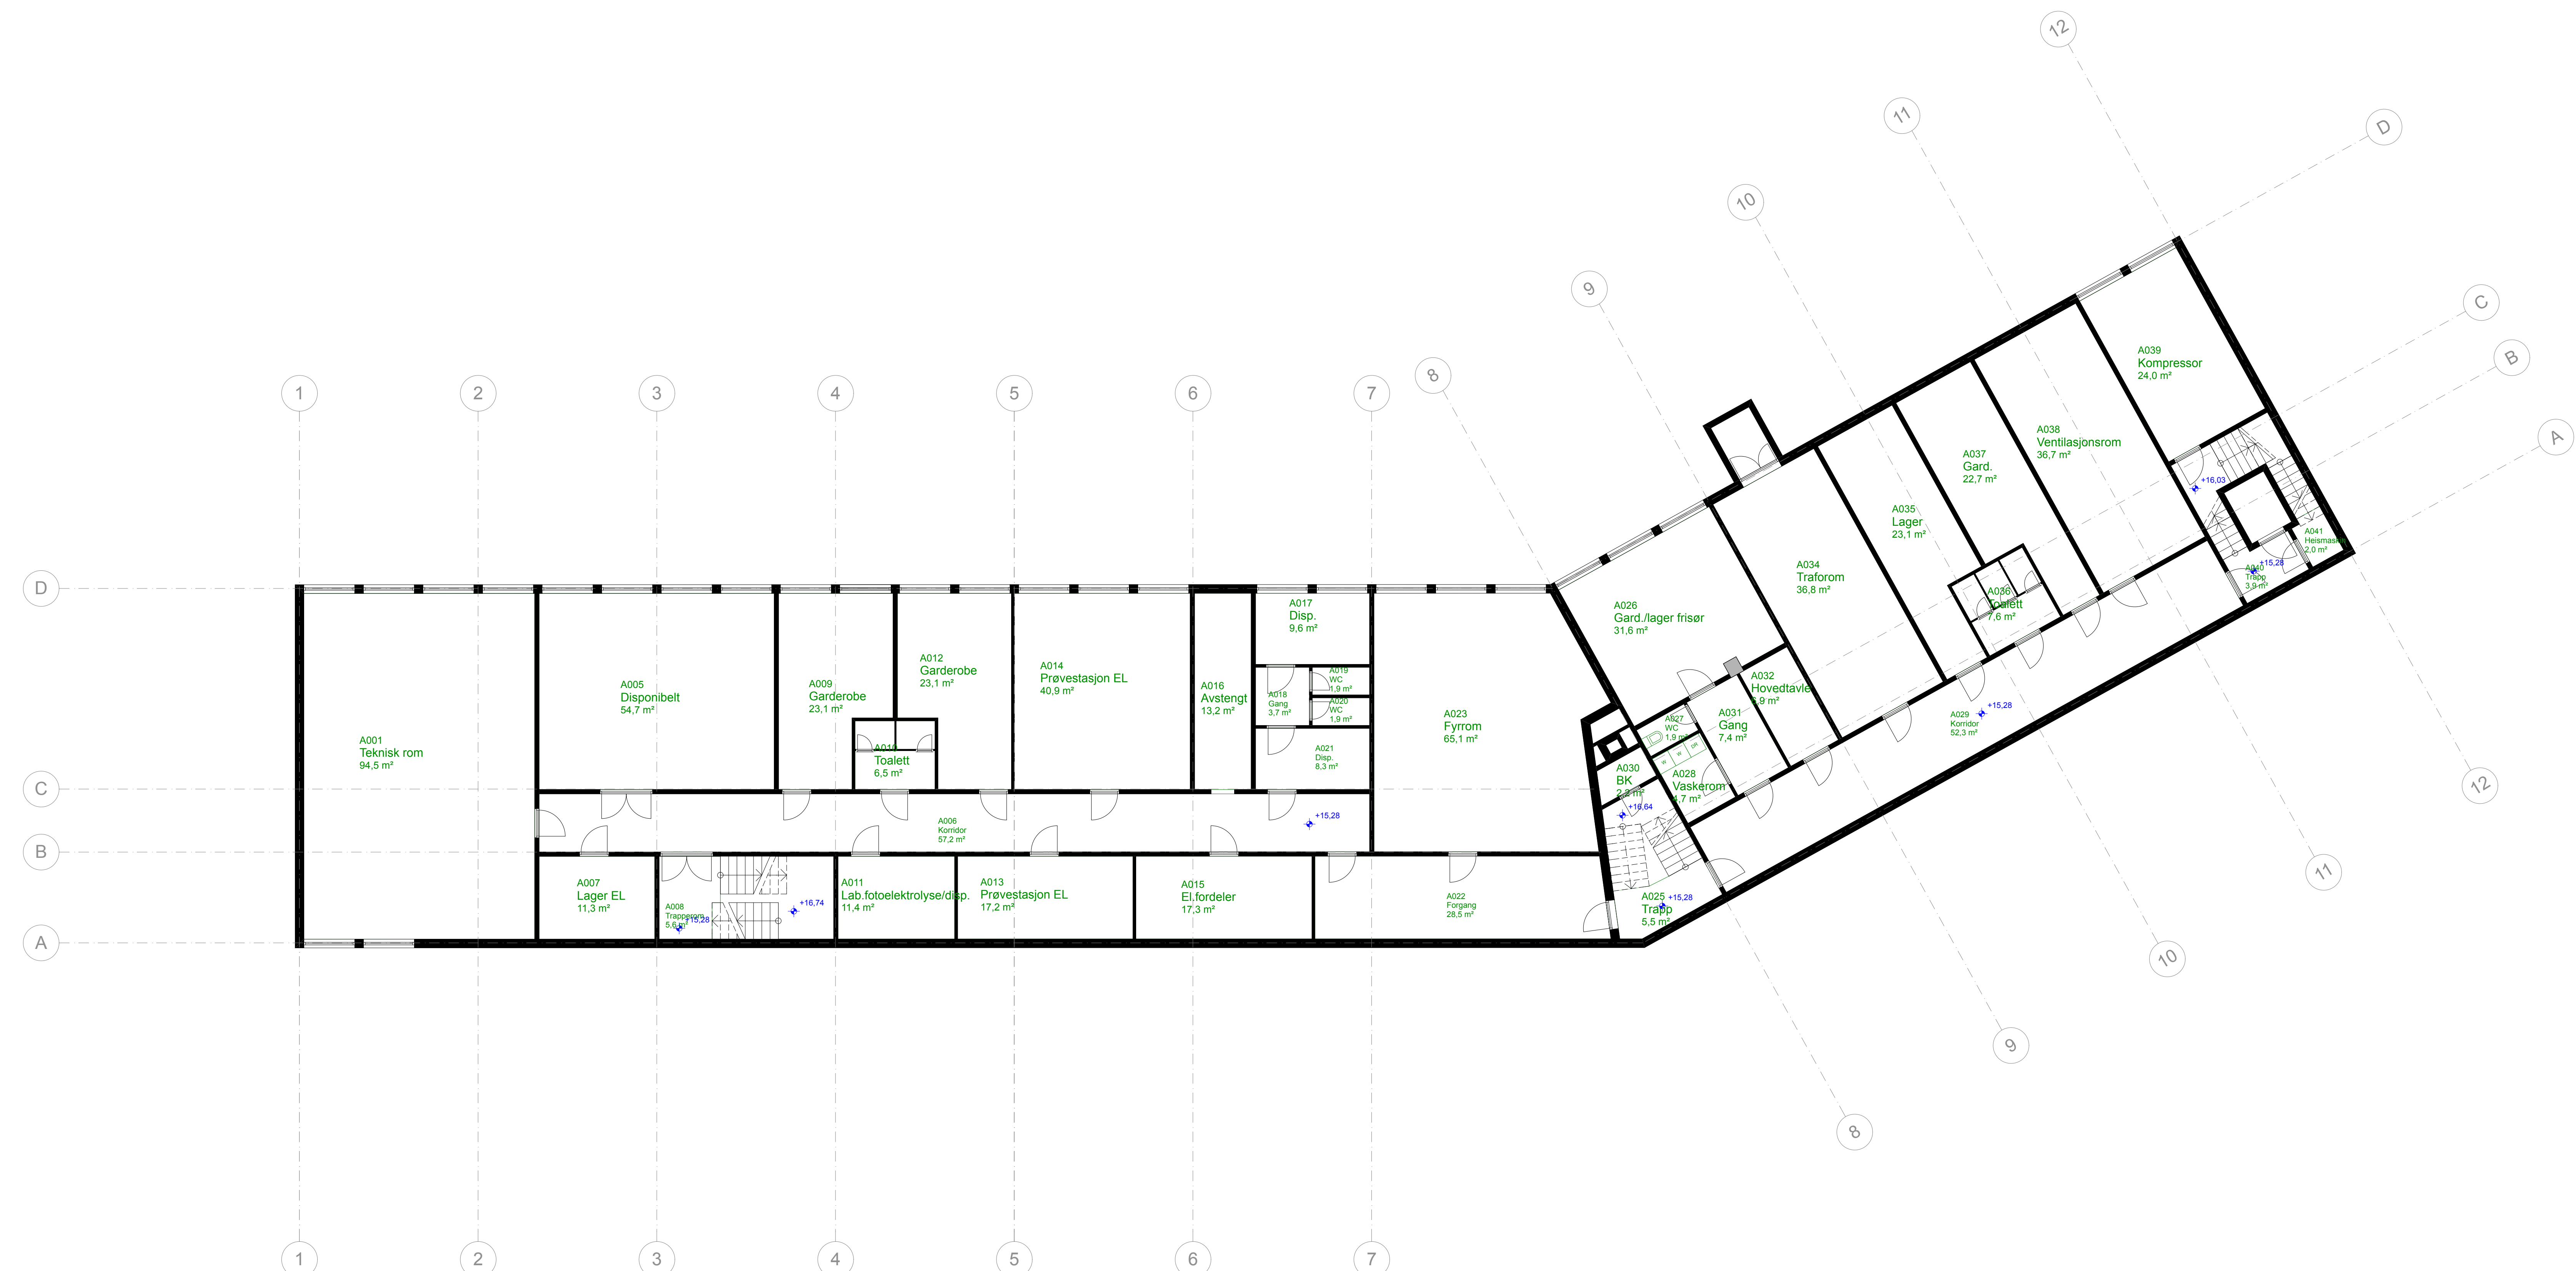 12
11
D
10
9
C
B
8
A
1
2
3
4
5
6
7
A039
Kompressor
24,0 m²
A038
Ventilasjonsrom
36,7 m²
A037
Gard.
22,7 m²
+16,03
A035
Lager
23,1 m²
A041
2,0 m²
A040
Trapp
3,9 m²
+15,28
A034
Traforom
36,8 m²
A036
Toalett
7,6 m²
D
A026
Gard./lager frisør
31,6 m²
A017
Disp.
9,6 m²
A012
Garderobe
23,1 m²
A014
Prøvestasjon EL
40,9 m²
A005
Disponibelt
54,7 m²
A009
Garderobe
23,1 m²
A016
Avstengt
13,2 m²
A019
WC
1,9 m²
A018
Gang
3,7 m²
A020
WC
1,9 m²
A032
Hovedtavle
A023
Fyrrom
65,1 m²
A031
Gang
7,4 m²
A027
WC
1,9 m²
A029
Korridor
52,3 m²
+15,28
A001
Teknisk rom
94,5 m²
A010
Toalett
6,5 m²
A021
Disp.
8,3 m²
W
W
DR
A030
BK
A028
Vaskerom
C
12
+16,64
A006
Korridor
57,2 m²
+15,28
B
11
A007
Lager EL
11,3 m²
A008
Trapperom
5,6 m²
+15,28
+16,74
A011
Lab.fotoelektrolyse/disp.
11,4 m²
A013
Prøvestasjon EL
17,2 m²
A015
El.fordeler
17,3 m²
A022
Forgang
28,5 m²
A025
Trapp
5,5 m²
+15,28
A
10
9
8
1
2
3
4
5
6
7